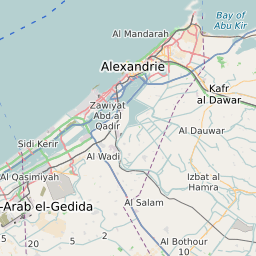 Bay of
Abu Kir
Al Mandarah
Alexandrie
Kafr
al Dawar
Zawiyat
Abd al
Qadir
Al Dauwar
Sidi Kerir
Al Wadi
Al Qasimiyah
Izbat al
Hamra
-Arab el-Gedida
Al Salam
5
20
5
Al Bothour
10